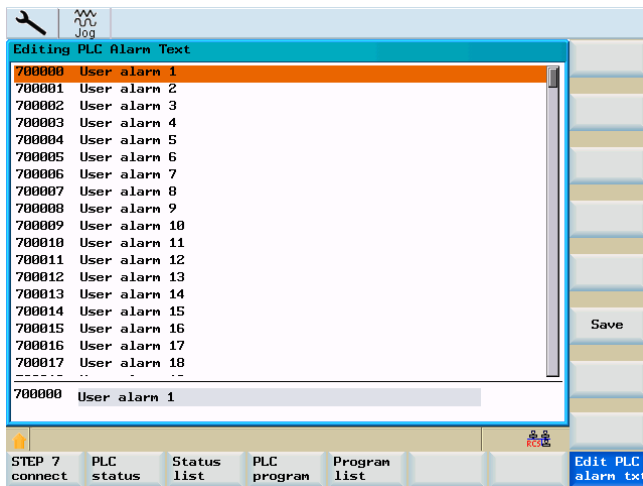 Jog
Editing PLC Alarm Text
700000 User alarm 1
700001 User alarm 2
700002 User alarm 3
700003 User alarm 4
700004 User alarm 5
700005 User alarm 6
700006 User alarm 7
700007 User alarm 8
700008 User alarm 9
700009 User alarm 10
700010 User alarm 11
700011 User alarm 12
700012 User alarm 13
700013 User alarm 14
700014 User alarm 15
700015 User alarm 16
700016 User alarm 17
700017 User alarm 18
Save
700000 User alarm 1
RCS
STEP 7 connect
PLC status
Status list
PLC program
Program list
Edit PLC alarm txt